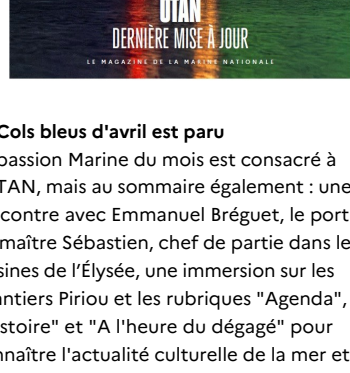 OTAN
DERNIÈRE MISE À JOUR
LE MAGAZINE DE LA MARINE NATIONALE
Cols bleus d'avril est paru
passion Marine du mois est consacré à
TAN, mais au sommaire également : une
contre avec Emmanuel Bréguet, le port
maître Sébastien, chef de partie dans le
sines de l'Élysée, une immersion sur les
antiers Piriou et les rubriques "Agenda",
stoire" et "A l'heure du dégagé" pour
nnaître l'actualité culturelle de la mer et